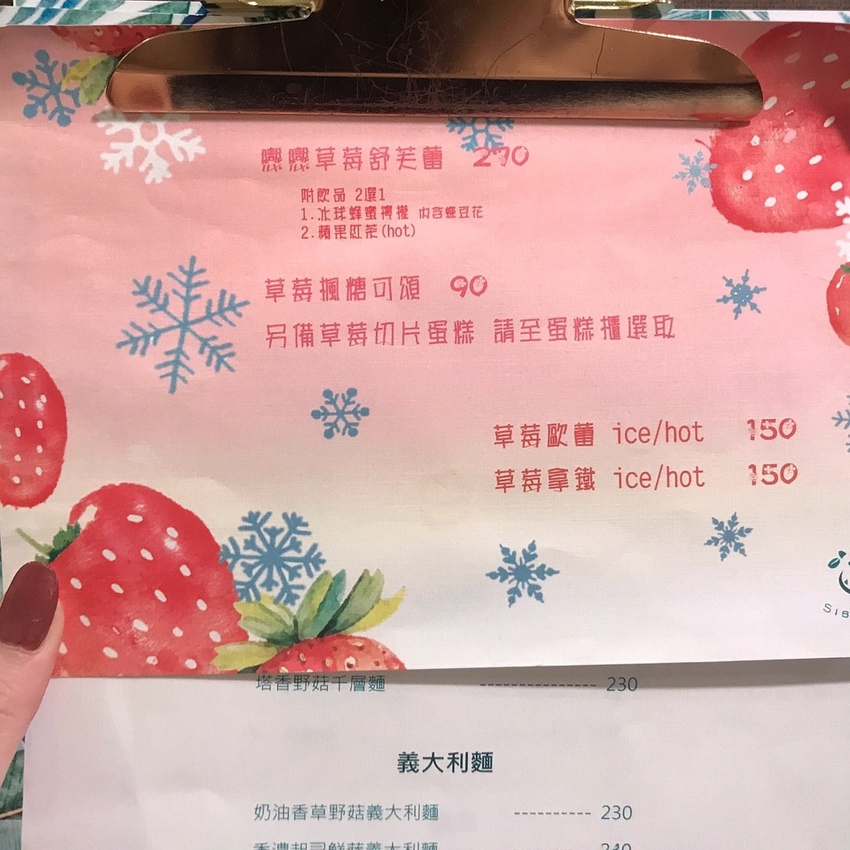 嘿嘿草莓舒芙蕾 270
附飲品 2選1
1.冰球蜂蜜檸檬 內含蝶豆花
2.蘋果紅茶(hot)
草莓楓糖可頌 90
另備草莓切片蛋糕 請至蛋糕櫃選取
草莓歐蕾 ice/hot 150
草莓拿鐵 ice/hot 150
SIB
塔香野菇千層麵 ---------------- 230
義大利麵
奶油香草野菇義大利麵 ----------- 230